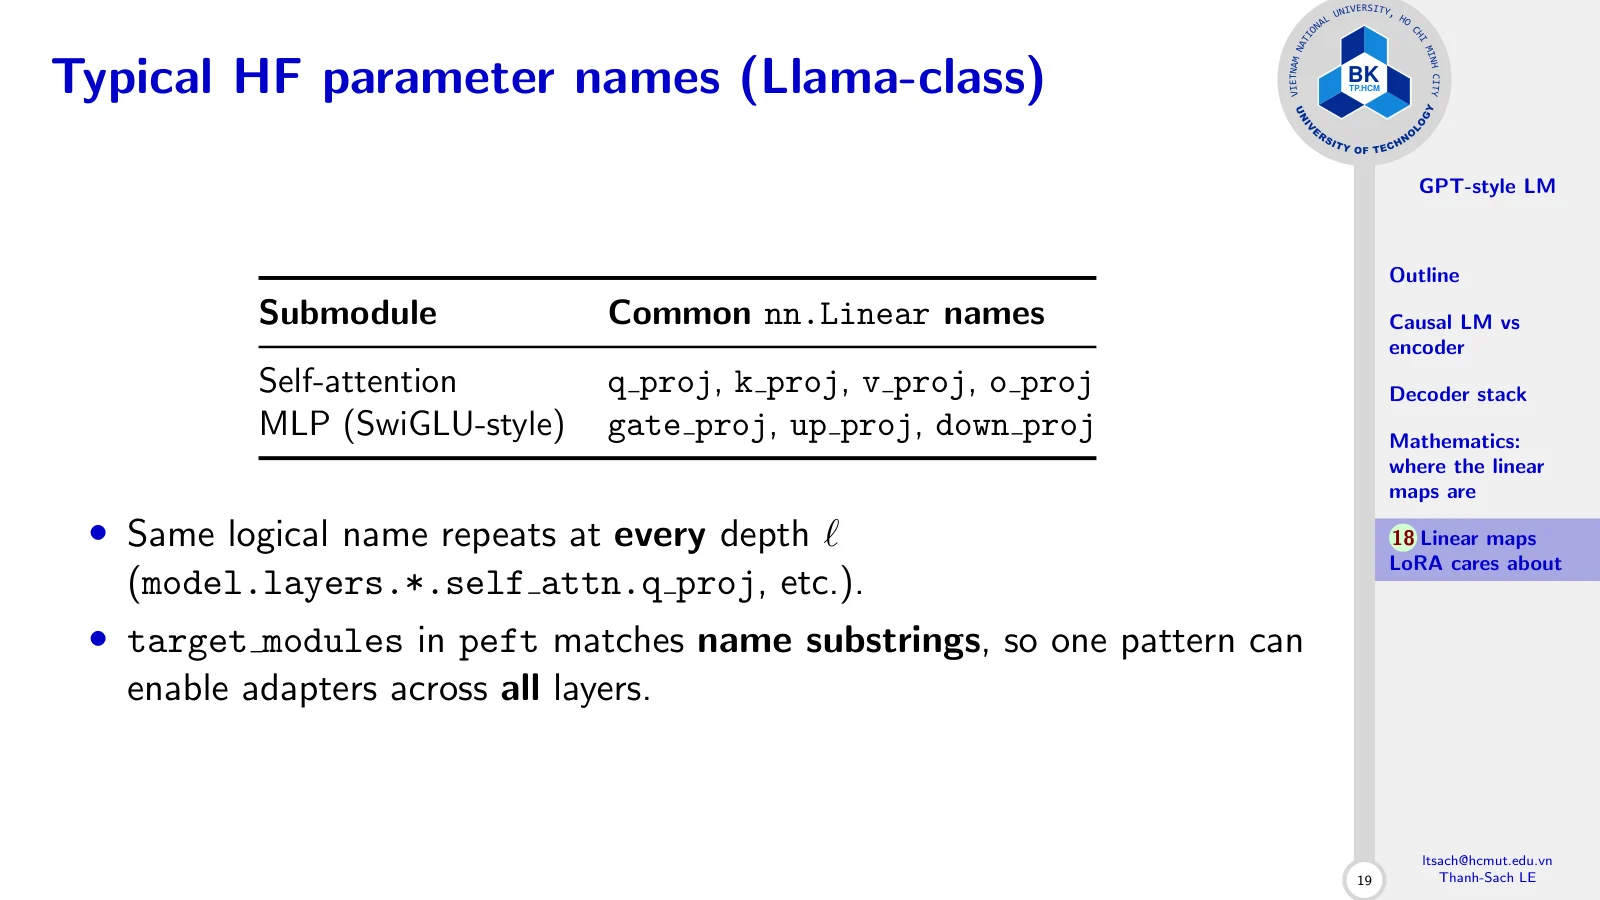 Typical HF parameter names (Llama-class)
Submodule Common nn.Linear names
Self-attention q_proj, k_proj, v_proj, o_proj
MLP (SwiGLU-style) gate_proj, up_proj, down_proj
• Same logical name repeats at every depth ℓ
(model.layers.*.self_attn.q_proj, etc.).
• target_modules in peft matches name substrings, so one pattern can
enable adapters across all layers.
VIETNAM NATIONAL UNIVERSITY, HO CHI MINH CITY
BK
TP.HCM
UNIVERSITY OF TECHNOLOGY
GPT-style LM
Outline
Causal LM vs
encoder
Decoder stack
Mathematics:
where the linear
maps are
18 Linear maps
LoRA cares about
ltsach@hcmut.edu.vn
Thanh-Sach LE
19